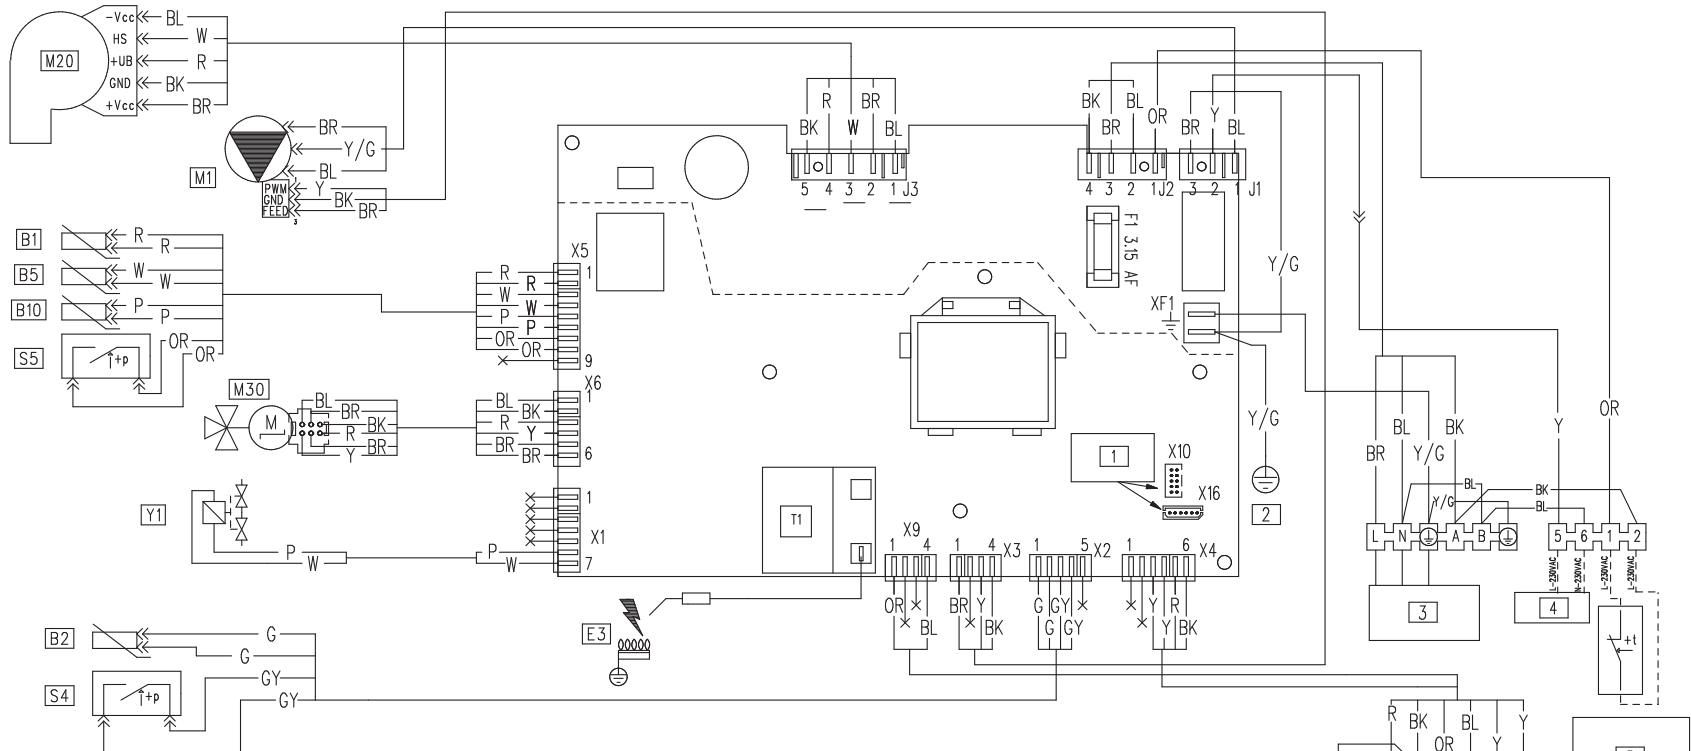 M20
-Vcc BL
HS W
+UB R
GND BK
+Vcc BR
M1
BR
Y/G
BL
1
PWM Y
GND BK
FEED BR
3
B1 R
R
B5 W
W
B10 P
P
S5 +p OR
OR
M30
M
BL
BR
BK
R
BR
Y
Y1
P
W
X5
R 1
R
W
W
P
P
OR
OR
9
X6
BL 1
BK
R
Y
BR
BR 6
1
X1
P
W 7
BK R W BR BL
5 4 3 2 1 J3
BK BR BL OR
4 3 2 1 J2
BR Y BL
3 2 1 J1
F1 3.15 AF
XF1
Y/G
Y/G
2
1
X10
X16
T1
E3
X9
1 4
OR BL
X3
1 4
BR Y BK
X2
1 5
G GY
G GY
X4
1 6
Y R
Y BK
B2 G
G
S4 +p GY
GY
BR BL Y/G BK Y OR
BL
Y/G
BK
BL
L N A B
5 6 1 2
L~230VAC N~230VAC L~230VAC L~230VAC
3
4
+t
R BK OR BL Y Y